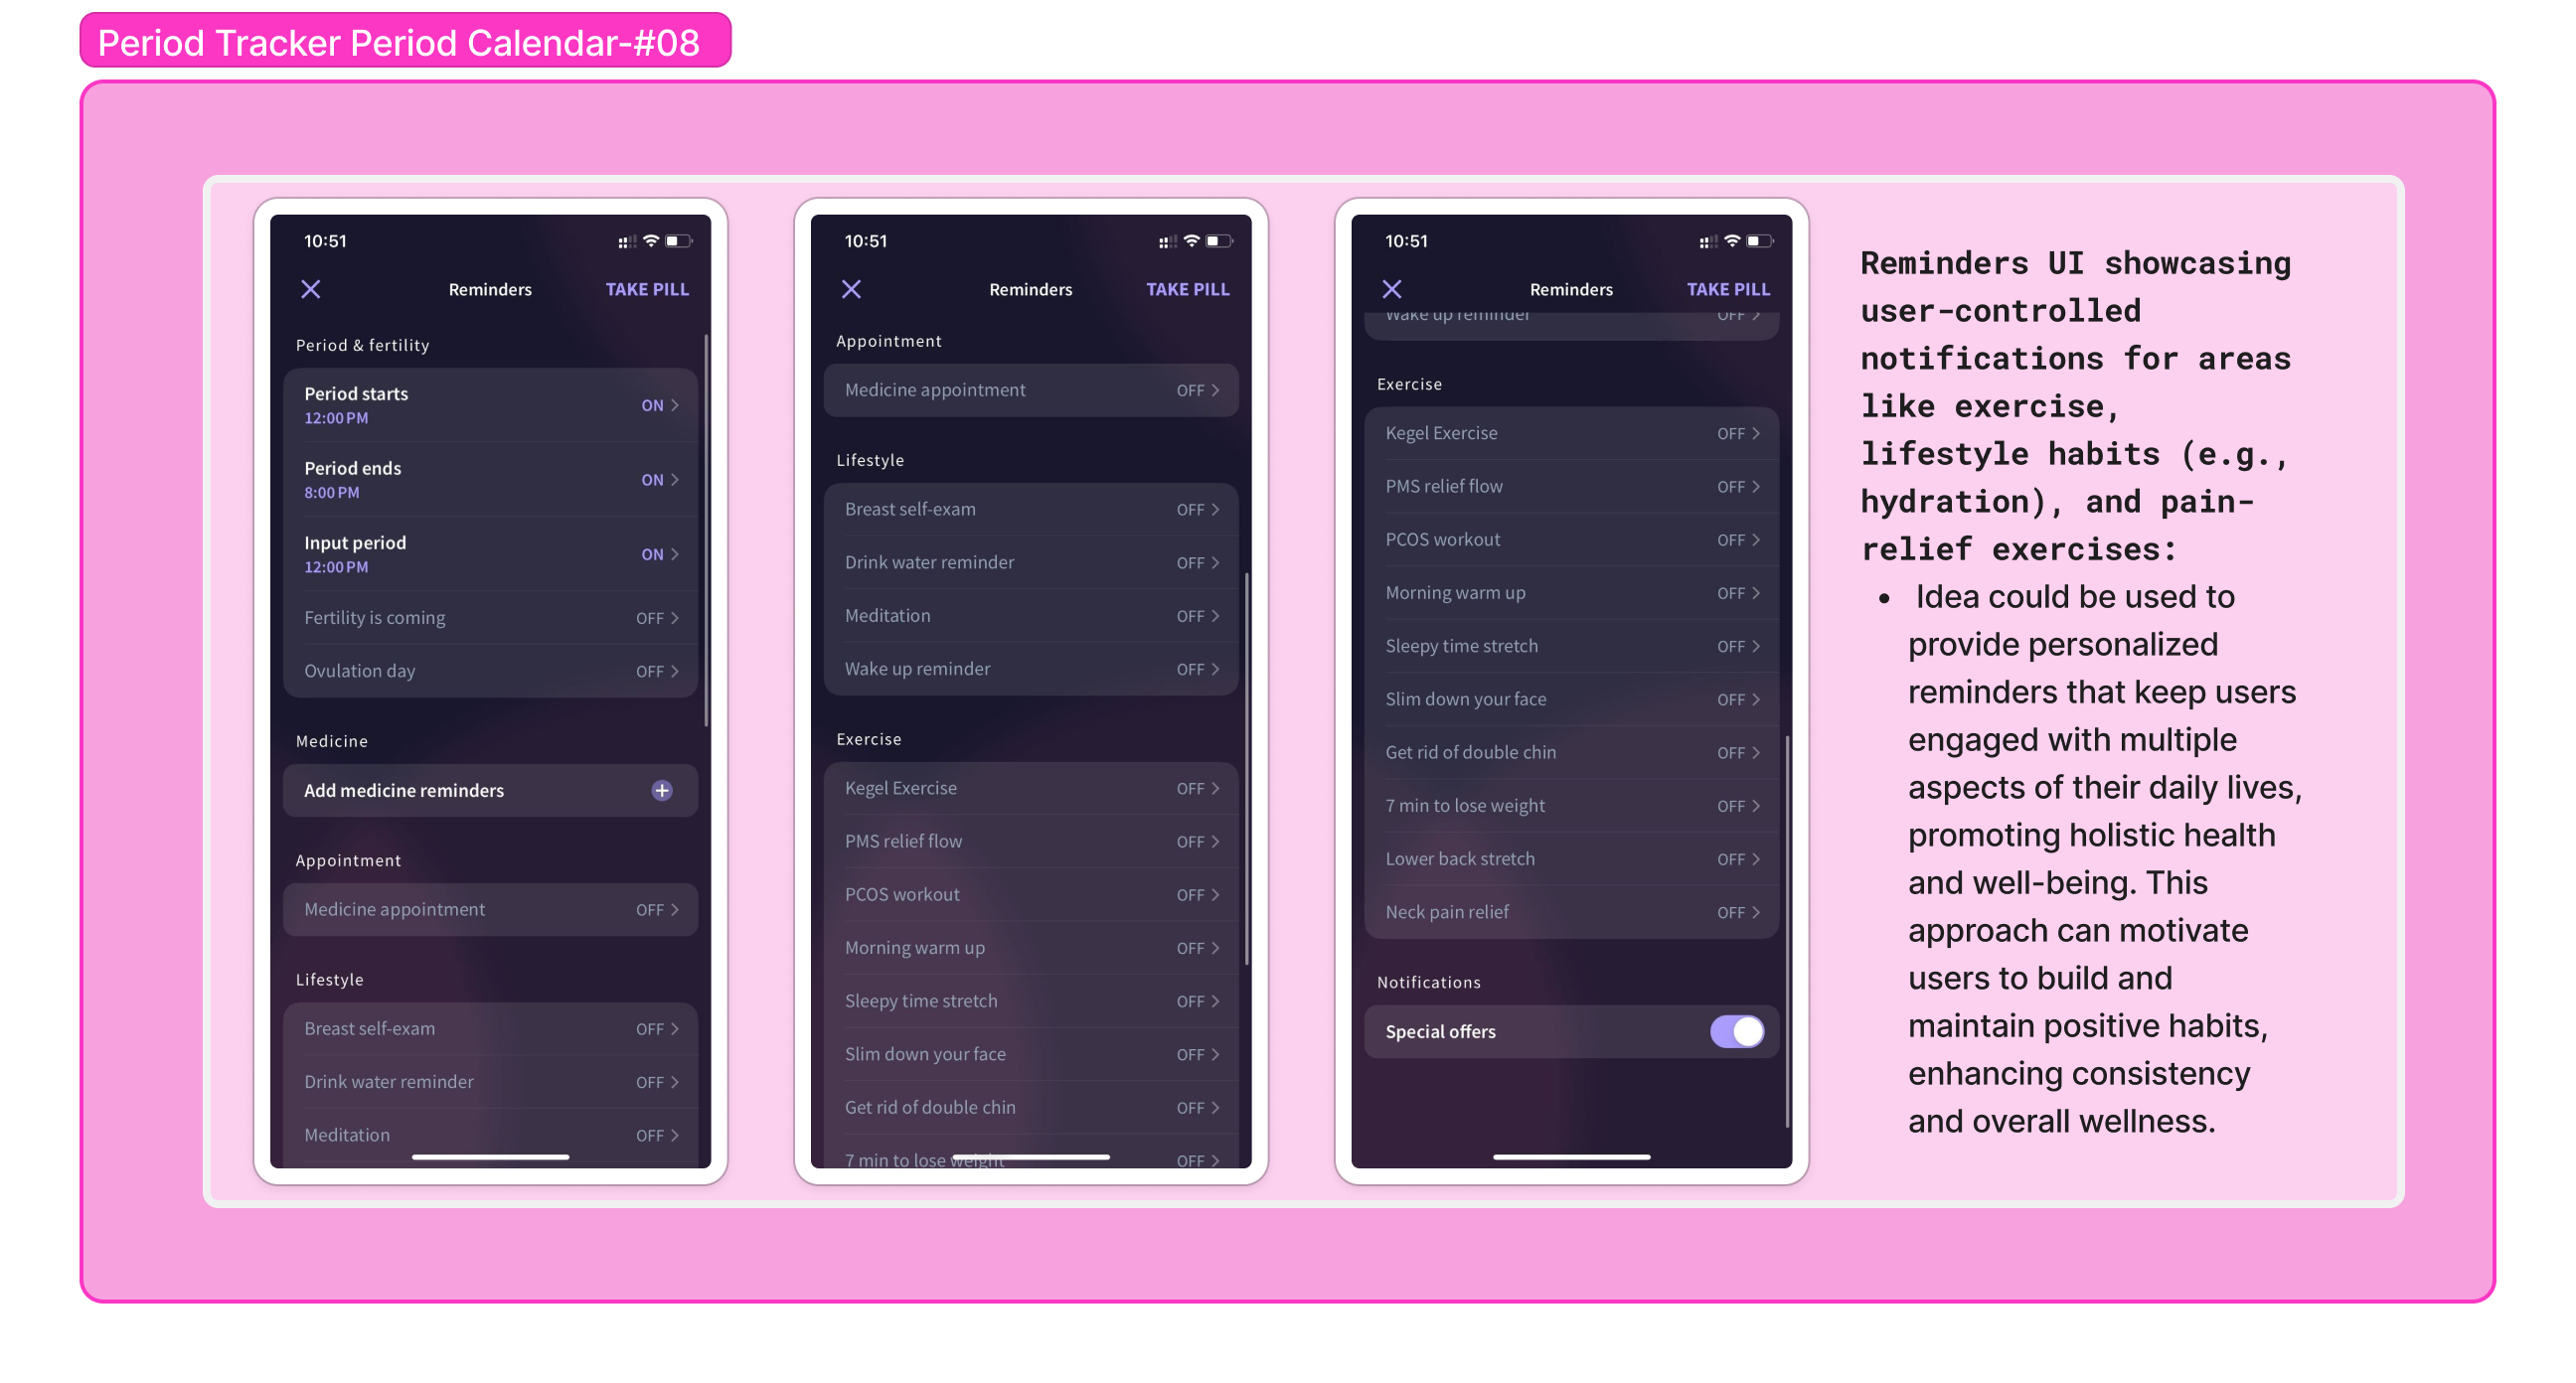 Period Tracker Period Calendar-#08
10:51
Reminders
TAKE PILL
Period & fertility
Period starts
12:00 PM
ON
Period ends
8:00 PM
ON
Input period
12:00 PM
ON
Fertility is coming
OFF
Ovulation day
OFF
Medicine
Add medicine reminders
Appointment
Medicine appointment
OFF
Lifestyle
Breast self-exam
OFF
Drink water reminder
OFF
Meditation
OFF
10:51
Reminders
TAKE PILL
Appointment
Medicine appointment
OFF
Lifestyle
Breast self-exam
OFF
Drink water reminder
OFF
Meditation
OFF
Wake up reminder
OFF
Exercise
Kegel Exercise
OFF
PMS relief flow
OFF
PCOS workout
OFF
Morning warm up
OFF
Sleepy time stretch
OFF
Slim down your face
OFF
Get rid of double chin
OFF
7 min to lose weight
OFF
10:51
Reminders
TAKE PILL
Wake up reminder
OFF
Exercise
Kegel Exercise
OFF
PMS relief flow
OFF
PCOS workout
OFF
Morning warm up
OFF
Sleepy time stretch
OFF
Slim down your face
OFF
Get rid of double chin
OFF
7 min to lose weight
OFF
Lower back stretch
OFF
Neck pain relief
OFF
Notifications
Special offers
Reminders UI showcasing
user-controlled
notifications for areas
like exercise,
lifestyle habits (e.g.,
hydration), and pain-
relief exercises:
• Idea could be used to
provide personalized
reminders that keep users
engaged with multiple
aspects of their daily lives,
promoting holistic health
and well-being. This
approach can motivate
users to build and
maintain positive habits,
enhancing consistency
and overall wellness.